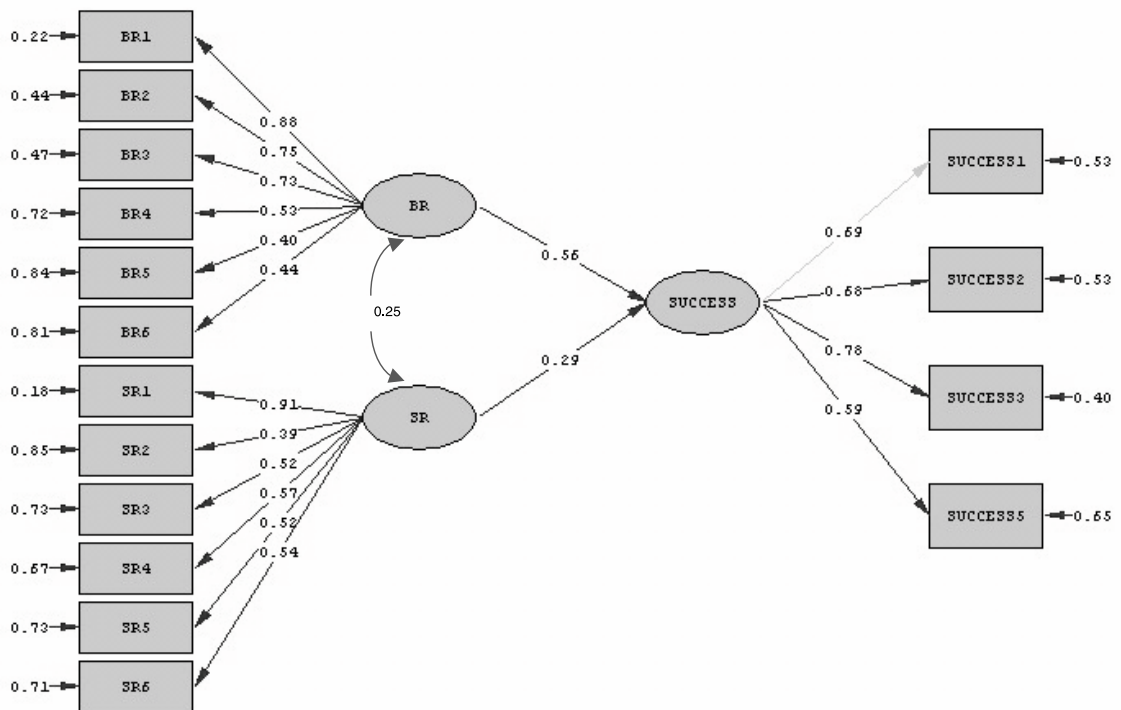 0.22
BR1
0.44
BR2
0.47
BR3
0.72
BR4
0.84
BR5
0.81
BR6
0.18
SR1
0.85
SR2
0.73
SR3
0.67
SR4
0.73
SR5
0.71
SR6
0.88
0.75
0.73
0.53
0.40
0.44
0.91
0.39
0.52
0.57
0.52
0.54
BR
0.25
SR
0.56
0.29
SUCCESS
0.69
0.68
0.78
0.59
SUCCESS1
0.53
SUCCESS2
0.53
SUCCESS3
0.40
SUCCESS5
0.65